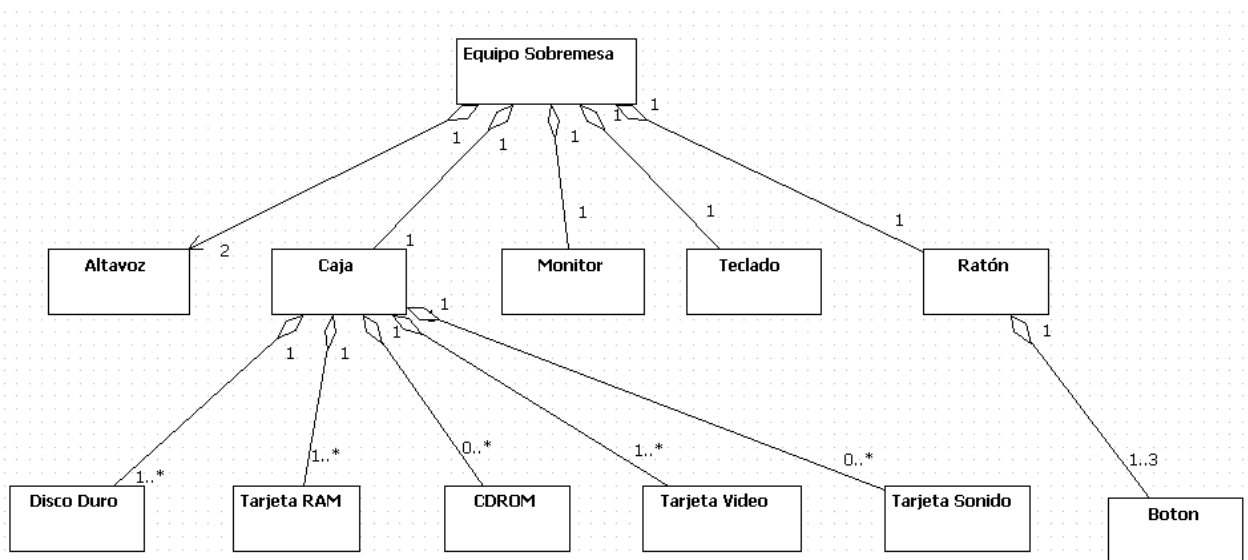 Equipo Sobremesa
1
1
1
1
1
1
1
1
1
2
1
Altavoz
Caja
Monitor
Teclado
Ratón
1
1
1
1
1
1
1..*
1..*
0..*
1..*
0..*
1..3
Disco Duro
Tarjeta RAM
CDROM
Tarjeta Video
Tarjeta Sonido
Boton